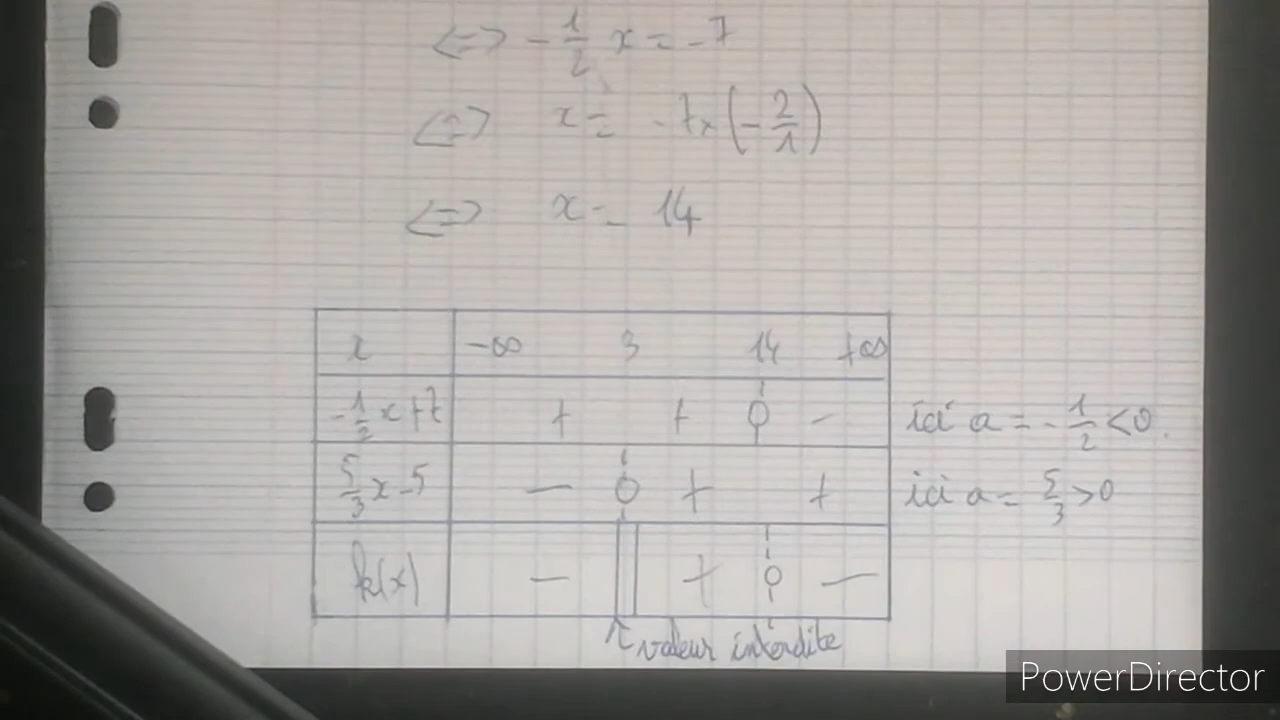 <=> -1/2 x = -7
<=> x = -7 x (-2/1)
<=> x = 14
x -∞ 3 14 +∞
-1/2 x + 7 + + 0 - ici a = -1/2 < 0.
5/3 x - 5 - 0 + + ici a = 5/3 > 0
k(x) - || + 0 -
valeur interdite
PowerDirector